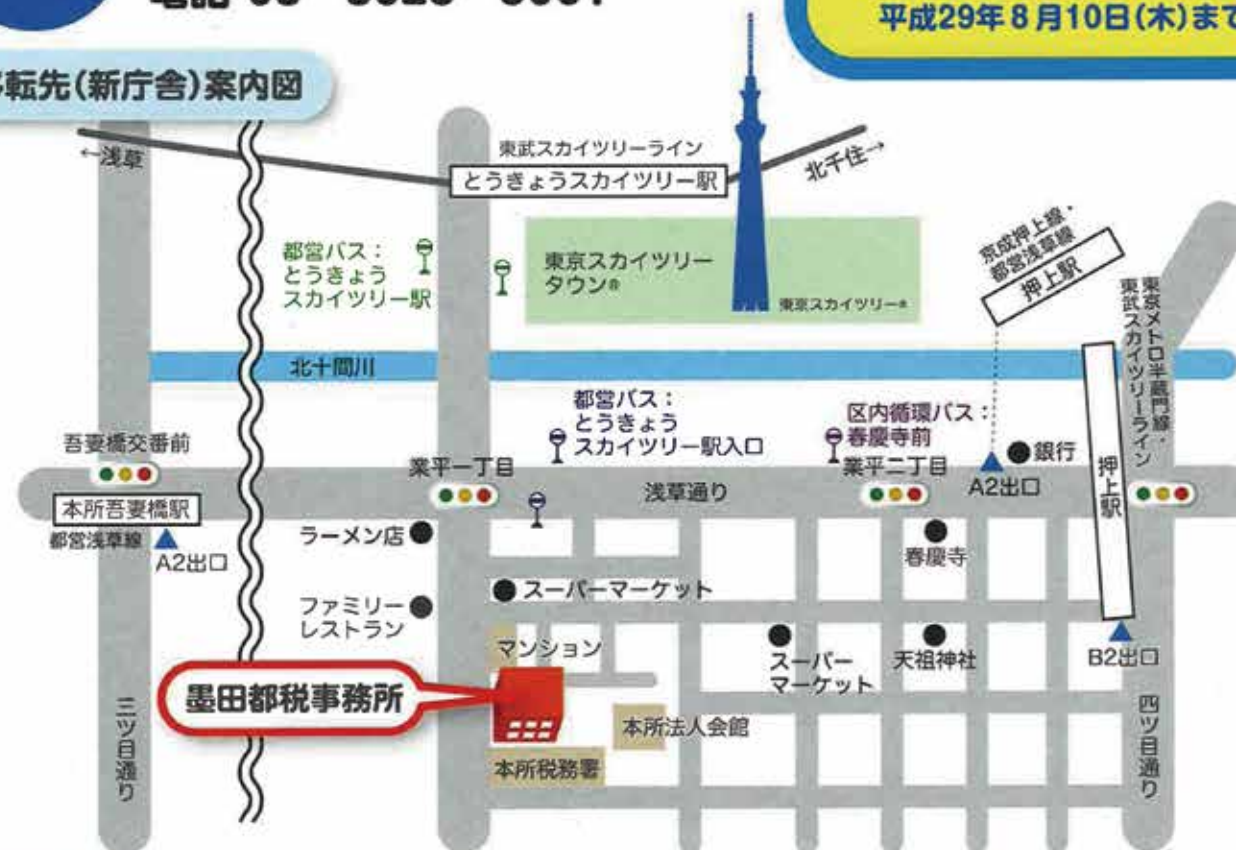 平成29年8月10日(木)まで
転先(新庁舎)案内図
←浅草
東武スカイツリーライン
とうきょうスカイツリー駅
北千住→
都営バス:
とうきょう
スカイツリー駅
東京スカイツリー
タウン®
東京スカイツリー®
京成押上線・
都営浅草線
押上駅
東京メトロ半蔵門線・
東武スカイツリーライン
押上駅
北十間川
都営バス:
とうきょう
スカイツリー駅入口
区内循環バス:
春慶寺前
吾妻橋交番前
業平一丁目
浅草通り
業平二丁目
A2出口
銀行
本所吾妻橋駅
都営浅草線
A2出口
ラーメン店
春慶寺
スーパーマーケット
ファミリー
レストラン
マンション
スーパー
マーケット
天祖神社
B2出口
墨田都税事務所
本所法人会館
本所税務署
三ツ目通り
四ツ目通り